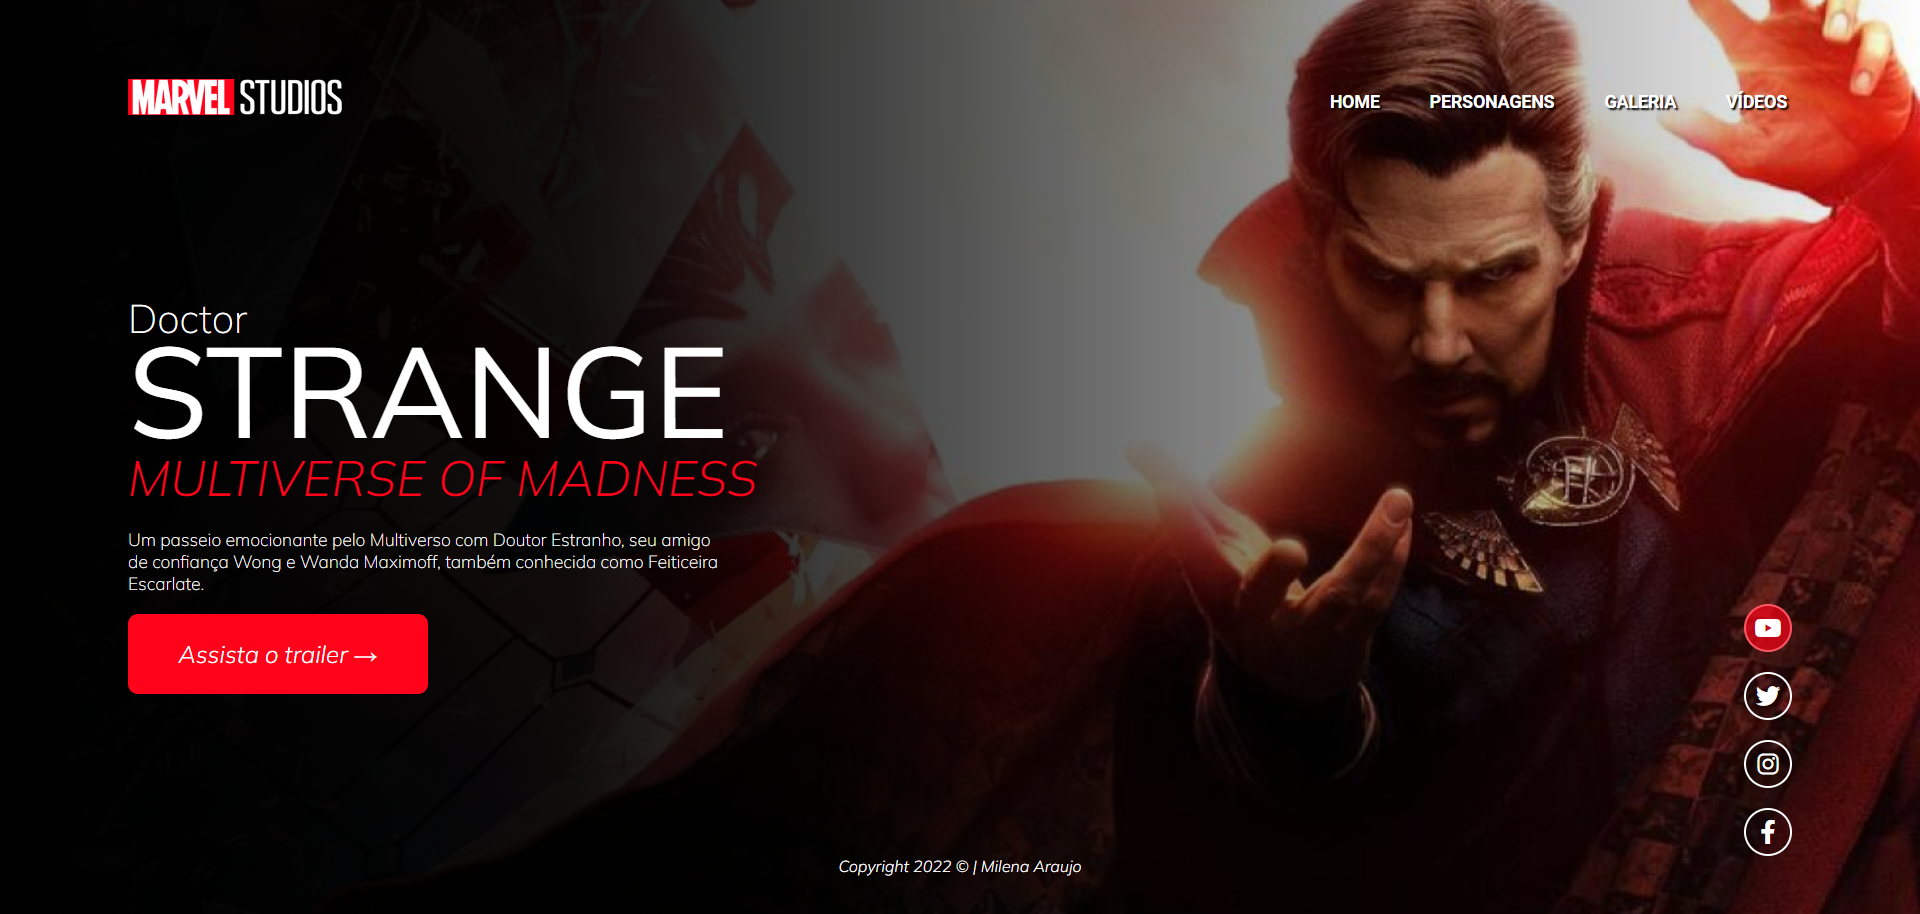 MARVEL STUDIOS
HOME PERSONAGENS GALERIA VÍDEOS
Doctor
STRANGE
MULTIVERSE OF MADNESS
Um passeio emocionante pelo Multiverso com Doutor Estranho, seu amigo
de confiança Wong e Wanda Maximoff, também conhecida como Feiticeira
Escarlate.
Assista o trailer →
Copyright 2022 © | Milena Araujo